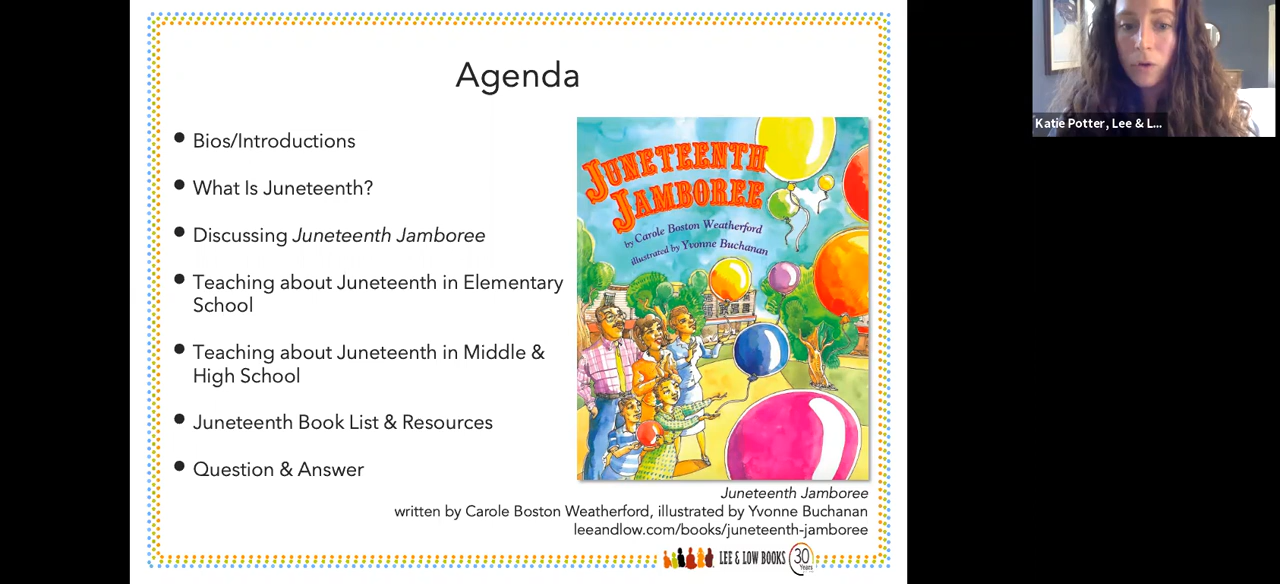 Agenda
Bios/Introductions
What Is Juneteenth?
Discussing Juneteenth Jamboree
Teaching about Juneteenth in Elementary
School
Teaching about Juneteenth in Middle &
High School
Juneteenth Book List & Resources
Question & Answer
JUNETEENTH
JAMBOREE
by Carole Boston Weatherford
illustrated by Yvonne Buchanan
Juneteenth Jamboree
written by Carole Boston Weatherford, illustrated by Yvonne Buchanan
leeandlow.com/books/juneteenth-jamboree
LEE & LOW BOOKS
30
Years
Katie Potter, Lee & L...